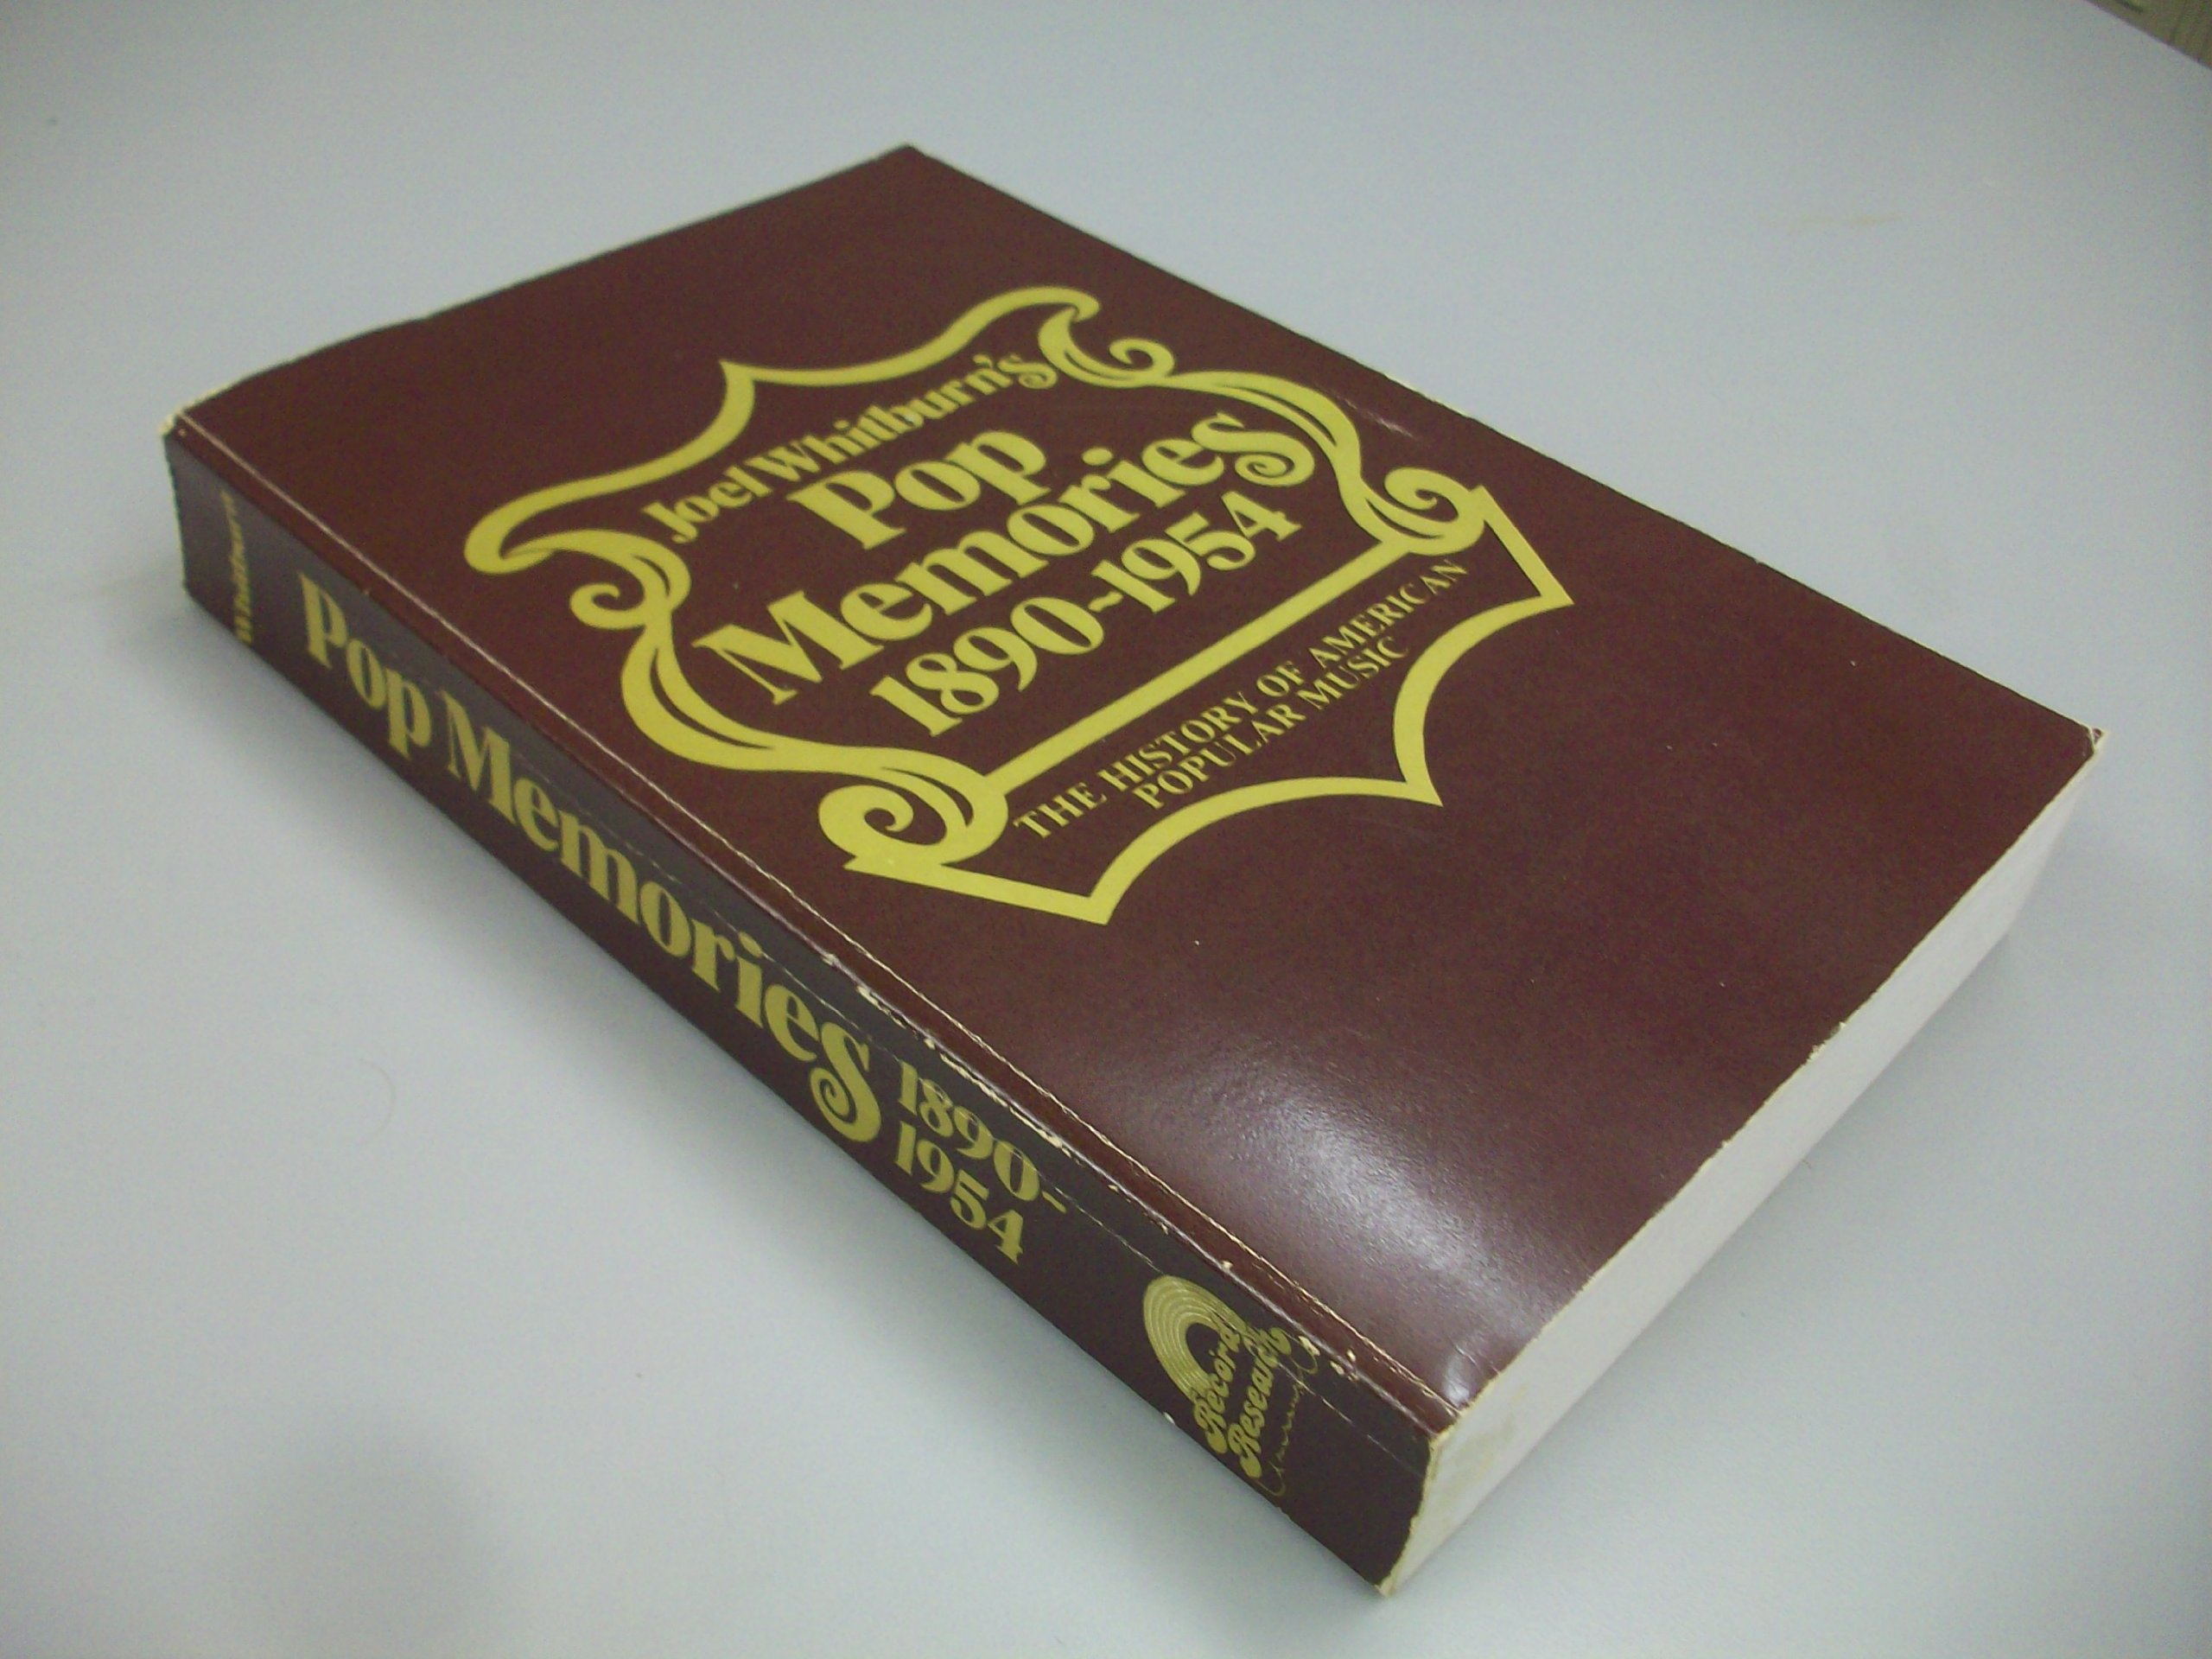 Joel Whitburn's
Pop
Memories
1890~1954
THE HISTORY OF AMERICAN
POPULAR MUSIC
Whitburn
Pop Memories
1890-
1954
Record
Research